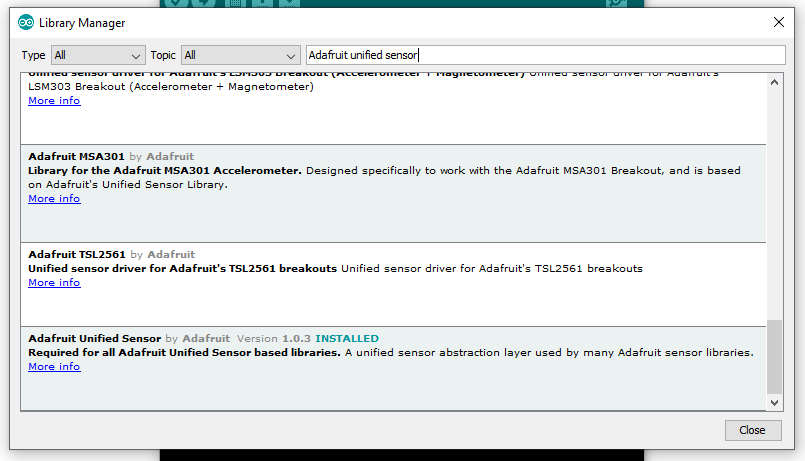 Library Manager
Type All Topic All Adafruit unified sensor
Unified sensor driver for Adafruit's LSM303 Breakout (Accelerometer + Magnetometer) Unified sensor driver for Adafruit's
LSM303 Breakout (Accelerometer + Magnetometer)
More info
Adafruit MSA301 by Adafruit
Library for the Adafruit MSA301 Accelerometer. Designed specifically to work with the Adafruit MSA301 Breakout, and is based
on Adafruit's Unified Sensor Library.
More info
Adafruit TSL2561 by Adafruit
Unified sensor driver for Adafruit's TSL2561 breakouts Unified sensor driver for Adafruit's TSL2561 breakouts
More info
Adafruit Unified Sensor by Adafruit Version 1.0.3 INSTALLED
Required for all Adafruit Unified Sensor based libraries. A unified sensor abstraction layer used by many Adafruit sensor libraries.
More info
Close